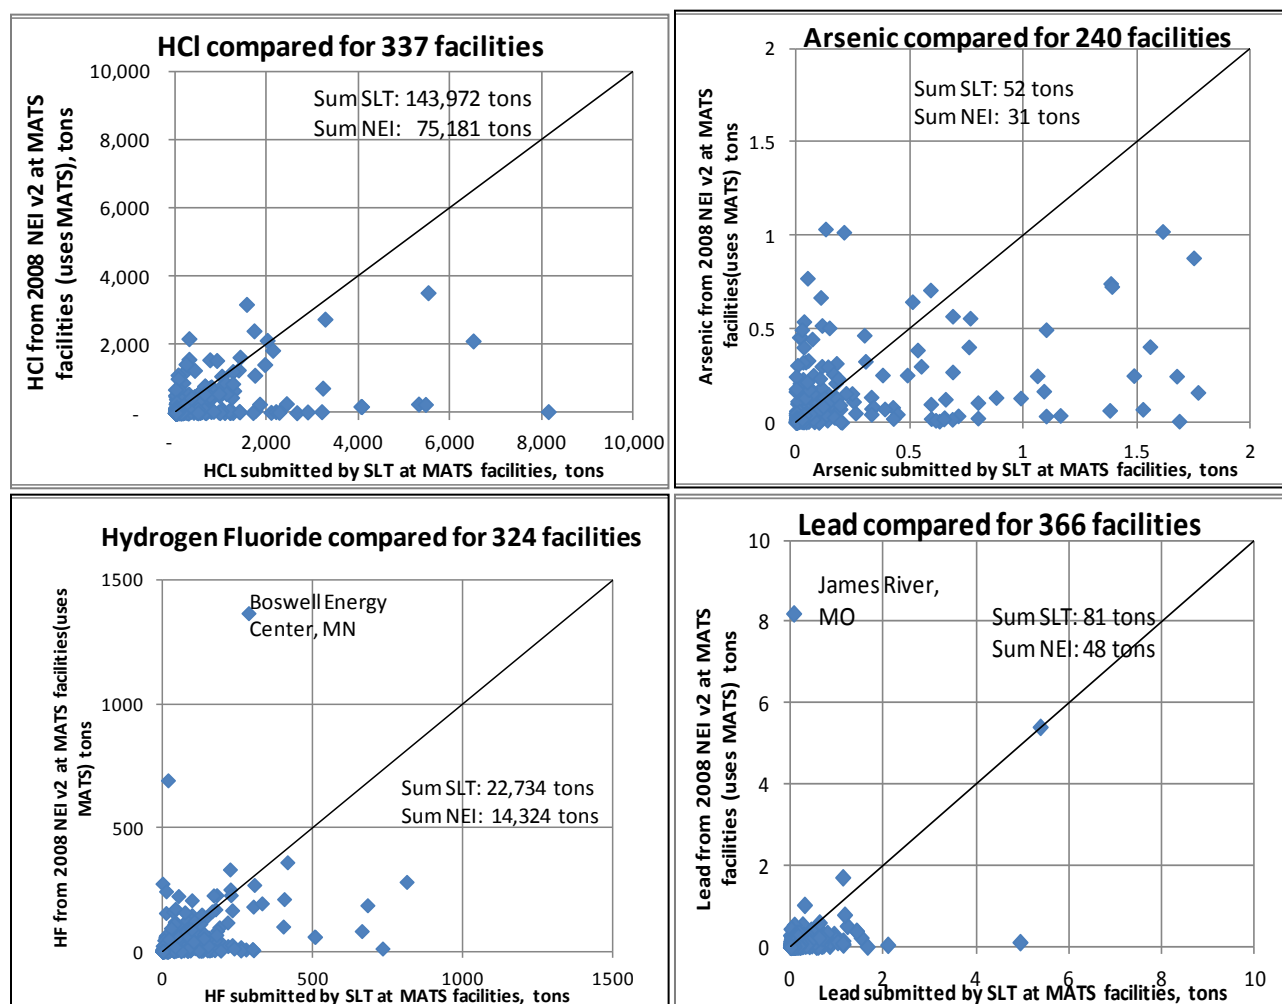 HCl compared for 337 facilities
10,000
8,000
6,000
4,000
2,000
-
Sum SLT: 143,972 tons
Sum NEI: 75,181 tons
HCl from 2008 NEI v2 at MATS
facilities (uses MATS), tons
-
2,000
4,000
6,000
8,000
10,000
HCL submitted by SLT at MATS facilities, tons
Arsenic compared for 240 facilities
2
1.5
1
0.5
0
Sum SLT: 52 tons
Sum NEI: 31 tons
Arsenic from 2008 NEI v2 at MATS
facilities(uses MATS) tons
0
0.5
1
1.5
2
Arsenic submitted by SLT at MATS facilities, tons
Hydrogen Fluoride compared for 324 facilities
1500
1000
500
0
Boswell Energy
Center, MN
Sum SLT: 22,734 tons
Sum NEI: 14,324 tons
HF from 2008 NEI v2 at MATS facilities(uses
MATS) tons
0
500
1000
1500
HF submitted by SLT at MATS facilities, tons
Lead compared for 366 facilities
10
8
6
4
2
0
James River,
MO
Sum SLT: 81 tons
Sum NEI: 48 tons
Lead from 2008 NEI v2 at MATS
facilities (uses MATS) tons
0
2
4
6
8
10
Lead submitted by SLT at MATS facilities, tons